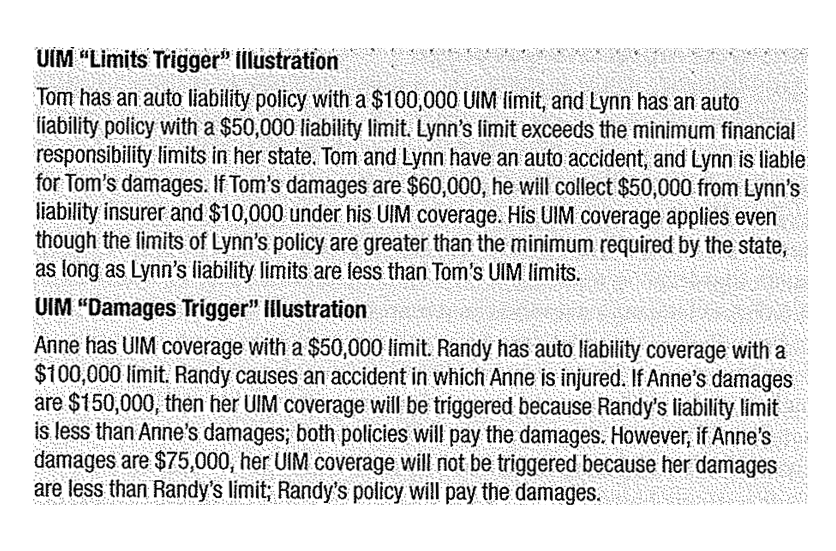 UIM “Limits Trigger” Illustration
Tom has an auto liability policy with a $100,000 UIM limit, and Lynn has an auto
liability policy with a $50,000 liability limit. Lynn’s limit exceeds the minimum financial
responsibility limits in her state. Tom and Lynn have an auto accident, and Lynn is liable
for Tom’s damages. If Tom’s damages are $60,000, he will collect $50,000 from Lynn’s
liability insurer and $10,000 under his UIM coverage. His UIM coverage applies even
though the limits of Lynn’s policy are greater than the minimum required by the state,
as long as Lynn’s liability limits are less than Tom’s UIM limits.
UIM “Damages Trigger” Illustration
Anne has UIM coverage with a $50,000 limit. Randy has auto liability coverage with a
$100,000 limit. Randy causes an accident in which Anne is injured. If Anne’s damages
are $150,000, then her UIM coverage will be triggered because Randy’s liability limit
is less than Anne’s damages; both policies will pay the damages. However, if Anne’s
damages are $75,000, her UIM coverage will not be triggered because her damages
are less than Randy’s limit; Randy’s policy will pay the damages.